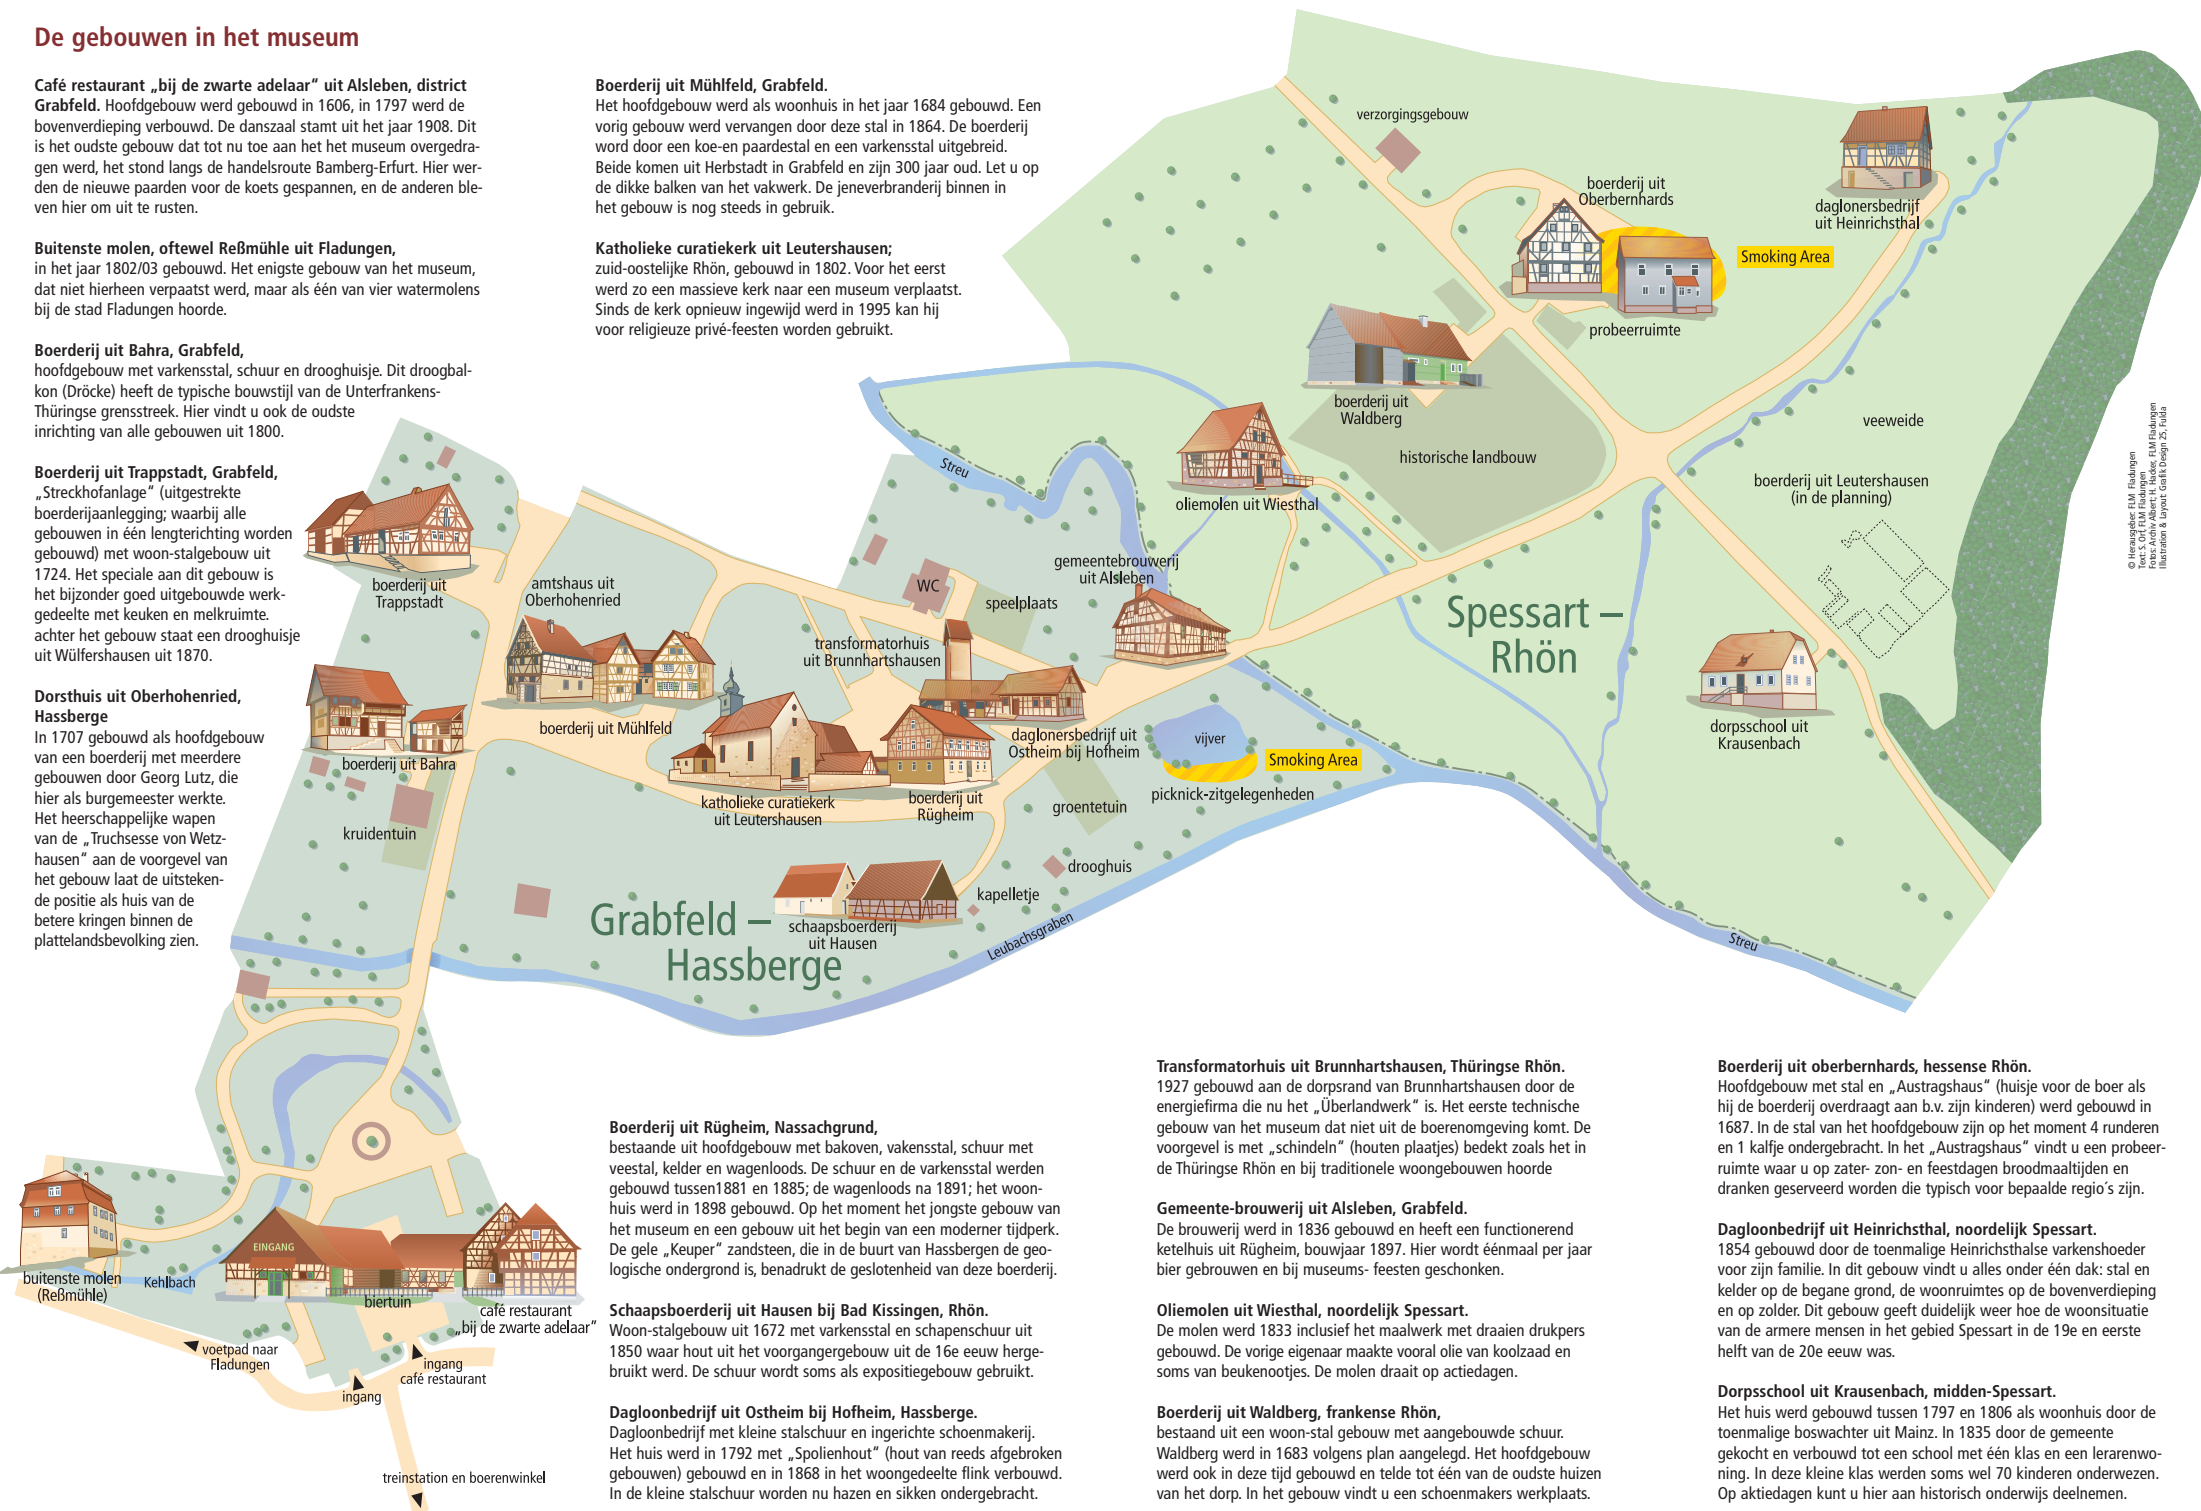 De gebouwen in het museum
Café restaurant „bij de zwarte adelaar“ uit Alsleben, district
Grabfeld. Hoofdgebouw werd gebouwd in 1606, in 1797 werd de
bovenverdieping verbouwd. De danszaal stamt uit het jaar 1908. Dit
is het oudste gebouw dat tot nu toe aan het het museum overgedra-
gen werd, het stond langs de handelsroute Bamberg-Erfurt. Hier wer-
den de nieuwe paarden voor de koets gespannen, en de anderen ble-
ven hier om uit te rusten.
Buitenste molen, oftewel Reßmühle uit Fladungen,
in het jaar 1802/03 gebouwd. Het enigste gebouw van het museum,
dat niet hierheen verpaatst werd, maar als één van vier watermolens
bij de stad Fladungen hoorde.
Boerderij uit Bahra, Grabfeld,
hoofdgebouw met varkensstal, schuur en drooghuisje. Dit droogbal-
kon (Dröcke) heeft de typische bouwstijl van de Unterfrankens-
Thüringse grensstreek. Hier vindt u ook de oudste
inrichting van alle gebouwen uit 1800.
Boerderij uit Trappstadt, Grabfeld,
„Streckhofanlage“ (uitgestrekte
boerderijaanlegging; waarbij alle
gebouwen in één lengterichting worden
gebouwd) met woon-stalgebouw uit
1724. Het speciale aan dit gebouw is
het bijzonder goed uitgebouwde werk-
gedeelte met keuken en melkruimte.
achter het gebouw staat een drooghuisje
uit Wülfershausen uit 1870.
Dorsthuis uit Oberhohenried,
Hassberge
In 1707 gebouwd als hoofdgebouw
van een boerderij met meerdere
gebouwen door Georg Lutz, die
hier als burgemeester werkte.
Het heerschappelijke wapen
van de „Truchsesse von Wetz-
hausen“ aan de voorgevel van
het gebouw laat de uitsteken-
de positie als huis van de
betere kringen binnen de
plattelandsbevolking zien.
Boerderij uit Mühlfeld, Grabfeld.
Het hoofdgebouw werd als woonhuis in het jaar 1684 gebouwd. Een
vorig gebouw werd vervangen door deze stal in 1864. De boerderij
word door een koe-en paardestal en een varkensstal uitgebreid.
Beide komen uit Herbstadt in Grabfeld en zijn 300 jaar oud. Let u op
de dikke balken van het vakwerk. De jeneverbranderij binnen in
het gebouw is nog steeds in gebruik.
Katholieke curatiekerk uit Leutershausen;
zuid-oostelijke Rhön, gebouwd in 1802. Voor het eerst
werd zo een massieve kerk naar een museum verplaatst.
Sinds de kerk opnieuw ingewijd werd in 1995 kan hij
voor religieuze privé-feesten worden gebruikt.
verzorgingsgebouw
boerderij uit
Oberbernhards
daglonersbedrijf
uit Heinrichsthal
Smoking Area
probeerruimte
boerderij uit
Waldberg
historische landbouw
veeweide
boerderij uit Leutershausen
(in de planning)
© Herausgeber: FLM Fladungen
Text: S. Orf, FLM Fladungen
Fotos: Archiv Albert; H. Hacker, FLM Fladungen
Illustration & Layout: Grafik Design 25, Fulda
Streu
oliemolen uit Wiesthal
gemeentebrouwerij
uit Alsleben
boerderij uit
Trappstadt
amtshaus uit
Oberhohenried
WC
speelplaats
transformatorhuis
uit Brunnhartshausen
Spessart –
Rhön
dorpsschool uit
Krausenbach
boerderij uit Mühlfeld
boerderij uit Bahra
daglonersbedrijf uit
Ostheim bij Hofheim
vijver
Smoking Area
picknick-zitgelegenheden
katholieke curatiekerk
uit Leutershausen
boerderij uit
Rügheim
groentetuin
kruidentuin
drooghuis
kapelletje
Grabfeld –
Hassberge
schaapsboerderij
uit Hausen
Leubachsgraben
Streu
EINGANG
buitenste molen
(Reßmühle)
Kehlbach
biertuin
café restaurant
„bij de zwarte adelaar“
voetpad naar
Fladungen
ingang
café restaurant
ingang
treinstation en boerenwinkel
Boerderij uit Rügheim, Nassachgrund,
bestaande uit hoofdgebouw met bakoven, vakensstal, schuur met
veestal, kelder en wagenloods. De schuur en de varkensstal werden
gebouwd tussen1881 en 1885; de wagenloods na 1891; het woon-
huis werd in 1898 gebouwd. Op het moment het jongste gebouw van
het museum en een gebouw uit het begin van een moderner tijdperk.
De gele „Keuper“ zandsteen, die in de buurt van Hassbergen de geo-
logische ondergrond is, benadrukt de geslotenheid van deze boerderij.
Schaapsboerderij uit Hausen bij Bad Kissingen, Rhön.
Woon-stalgebouw uit 1672 met varkensstal en schapenschuur uit
1850 waar hout uit het voorgangergebouw uit de 16e eeuw herge-
bruikt werd. De schuur wordt soms als expositiegebouw gebruikt.
Dagloonbedrijf uit Ostheim bij Hofheim, Hassberge.
Dagloonbedrijf met kleine stalschuur en ingerichte schoenmakerij.
Het huis werd in 1792 met „Spolienhout“ (hout van reeds afgebroken
gebouwen) gebouwd en in 1868 in het woongedeelte flink verbouwd.
In de kleine stalschuur worden nu hazen en sikken ondergebracht.
Transformatorhuis uit Brunnhartshausen, Thüringse Rhön.
1927 gebouwd aan de dorpsrand van Brunnhartshausen door de
energiefirma die nu het „Überlandwerk“ is. Het eerste technische
gebouw van het museum dat niet uit de boerenomgeving komt. De
voorgevel is met „schindeln“ (houten plaatjes) bedekt zoals het in
de Thüringse Rhön en bij traditionele woongebouwen hoorde
Gemeente-brouwerij uit Alsleben, Grabfeld.
De brouwerij werd in 1836 gebouwd en heeft een functionerend
ketelhuis uit Rügheim, bouwjaar 1897. Hier wordt éénmaal per jaar
bier gebrouwen en bij museums- feesten geschonken.
Oliemolen uit Wiesthal, noordelijk Spessart.
De molen werd 1833 inclusief het maalwerk met draaien drukpers
gebouwd. De vorige eigenaar maakte vooral olie van koolzaad en
soms van beukenootjes. De molen draait op actiedagen.
Boerderij uit Waldberg, frankense Rhön,
bestaand uit een woon-stal gebouw met aangebouwde schuur.
Waldberg werd in 1683 volgens plan aangelegd. Het hoofdgebouw
werd ook in deze tijd gebouwd en telde tot één van de oudste huizen
van het dorp. In het gebouw vindt u een schoenmakers werkplaats.
Boerderij uit oberbernhards, hessense Rhön.
Hoofdgebouw met stal en „Austragshaus“ (huisje voor de boer als
hij de boerderij overdraagt aan b.v. zijn kinderen) werd gebouwd in
1687. In de stal van het hoofdgebouw zijn op het moment 4 runderen
en 1 kalfje ondergebracht. In het „Austragshaus“ vindt u een probeer-
ruimte waar u op zater- zon- en feestdagen broodmaaltijden en
dranken geserveerd worden die typisch voor bepaalde regio´s zijn.
Dagloonbedrijf uit Heinrichsthal, noordelijk Spessart.
1854 gebouwd door de toenmalige Heinrichsthalse varkenshoeder
voor zijn familie. In dit gebouw vindt u alles onder één dak: stal en
kelder op de begane grond, de woonruimtes op de bovenverdieping
en op zolder. Dit gebouw geeft duidelijk weer hoe de woonsituatie
van de armere mensen in het gebied Spessart in de 19e en eerste
helft van de 20e eeuw was.
Dorpsschool uit Krausenbach, midden-Spessart.
Het huis werd gebouwd tussen 1797 en 1806 als woonhuis door de
toenmalige boswachter uit Mainz. In 1835 door de gemeente
gekocht en verbouwd tot een school met één klas en een lerarenwo-
ning. In deze kleine klas werden soms wel 70 kinderen onderwezen.
Op aktiedagen kunt u hier aan historisch onderwijs deelnemen.